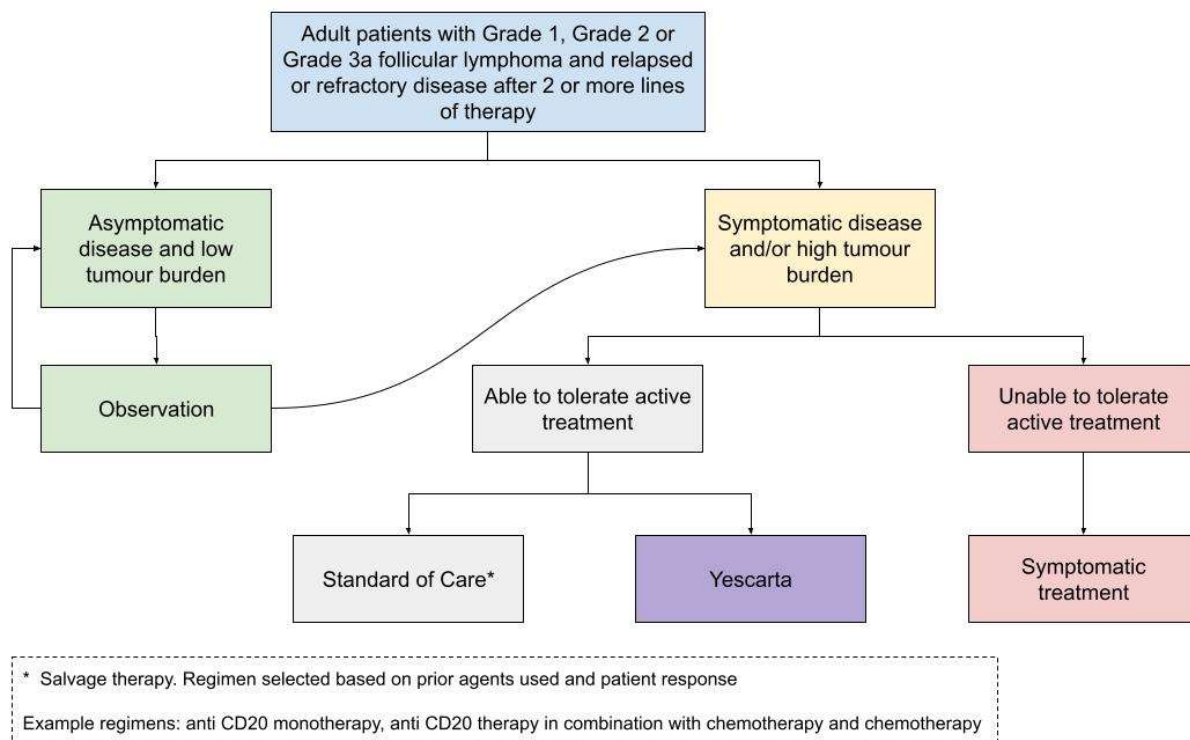 Adult patients with Grade 1, Grade 2 or
Grade 3a follicular lymphoma and relapsed
or refractory disease after 2 or more lines
of therapy
Asymptomatic
disease and low
tumour burden
Symptomatic disease
and/or high tumour
burden
Observation
Able to tolerate active
treatment
Unable to tolerate
active treatment
Standard of Care*
Yescarta
Symptomatic
treatment
* Salvage therapy. Regimen selected based on prior agents used and patient response
Example regimens: anti CD20 monotherapy, anti CD20 therapy in combination with chemotherapy and chemotherapy